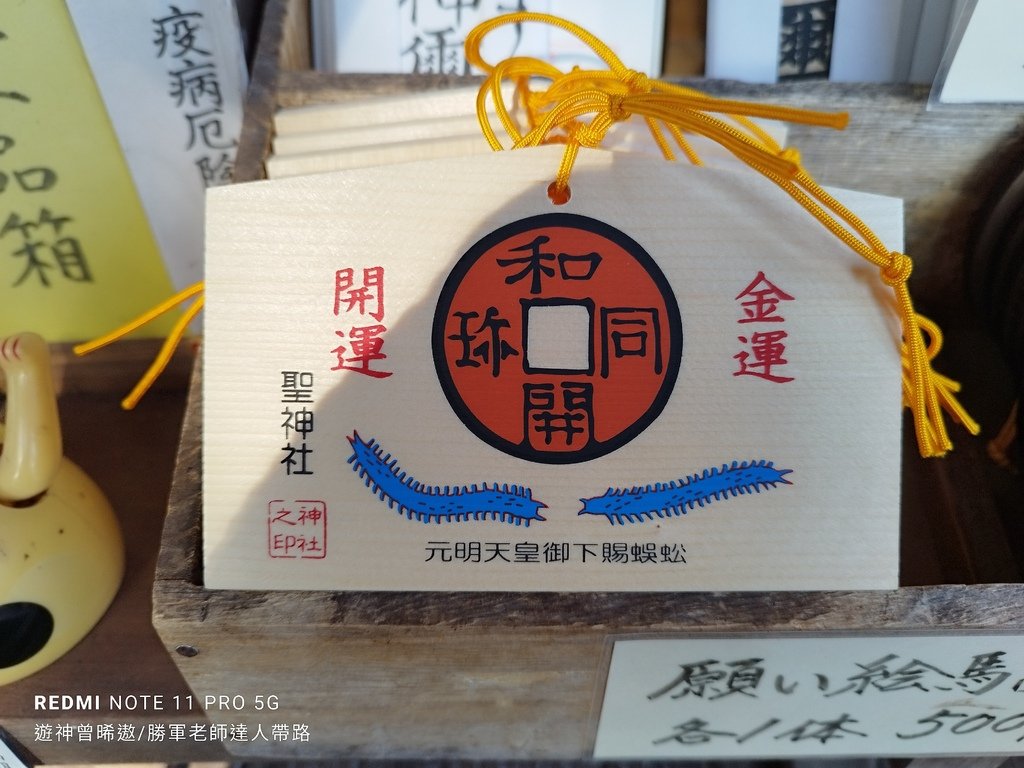 疫病厄除
品箱
開運
金運
和同開珎
聖神社
神社之印
元明天皇御下賜蜈蚣
願い絵馬
各1体 500
REDMI NOTE 11 PRO 5G
遊神曾晞遨/勝軍老師達人帶路